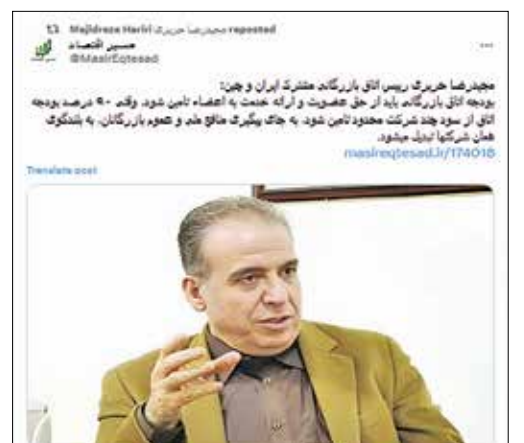 Majidreza Hariri مجیدرضا حریری reposted
مسیر اقتصاد
@MasirEqtesad
مجیدرضا حریری رییس اتاق بازرگانی مشترک ایران و چین:
بودجه اتاق بازرگانی باید از حق عضویت و ارائه خدمت به اعضاء تامین شود. وقتی ۹۰ درصد بودجه
اتاق از سود چند شرکت محدود تامین شود، به جای پیگیری منافع ملی و عموم بازرگانان، به بلندگوی
همان شرکتها تبدیل میشود.
masireqtesad.ir/174018
Translate post